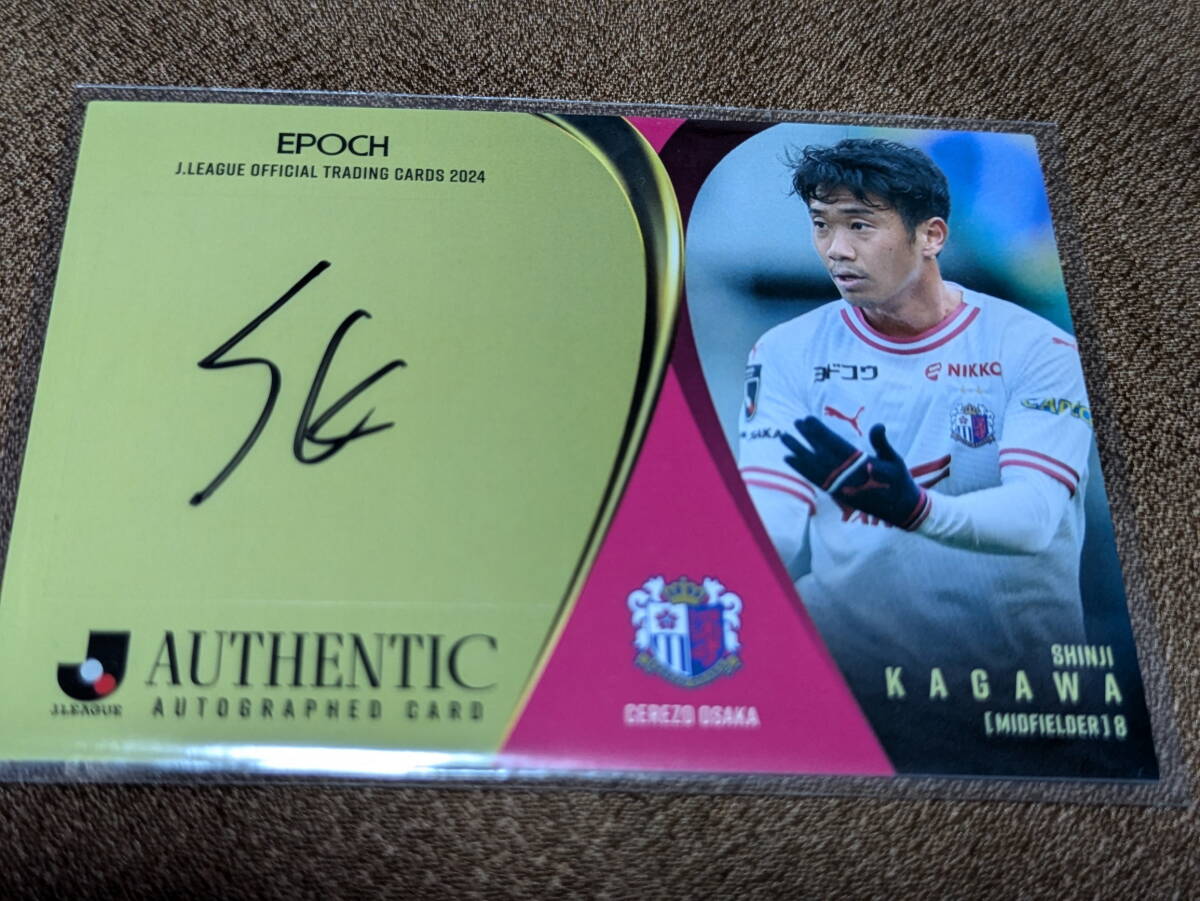 EPOCH
J.LEAGUE OFFICIAL TRADING CARDS 2024
SK
J.LEAGUE
AUTHENTIC
AUTOGRAPHED CARD
CEREZO OSAKA
ヨドコウ
NIKKO
SHINJI
KAGAWA
[MIDFIELDER] 8